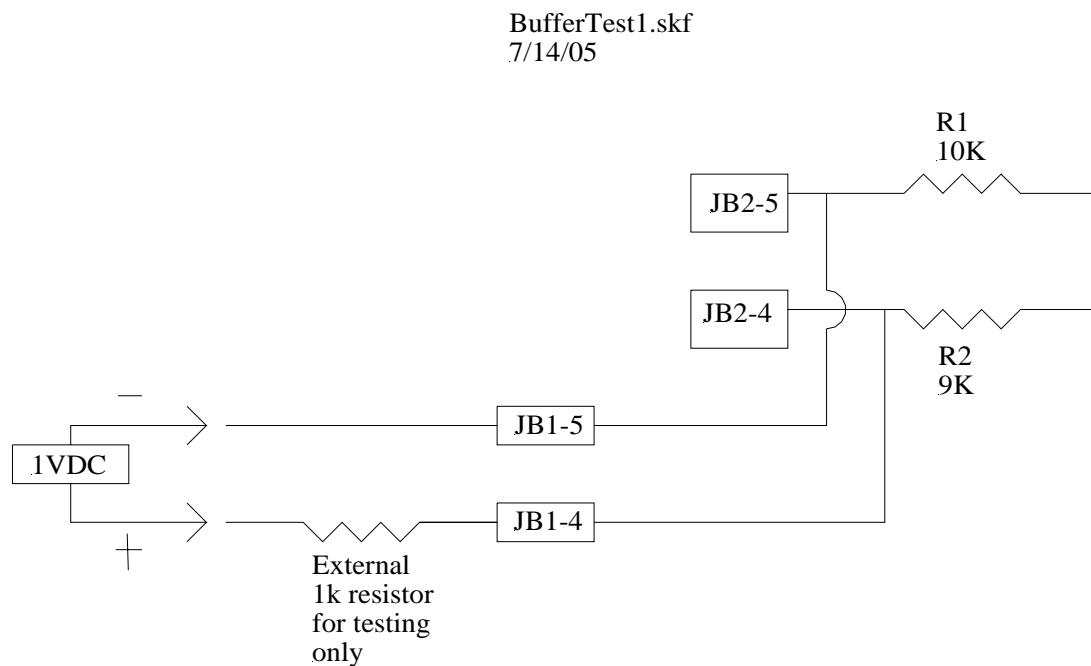 BufferTest1.skf
7/14/05
R1
10K
JB2-5
JB2-4
R2
9K
−
JB1-5
1VDC
JB1-4
+
External
1k resistor
for testing
only